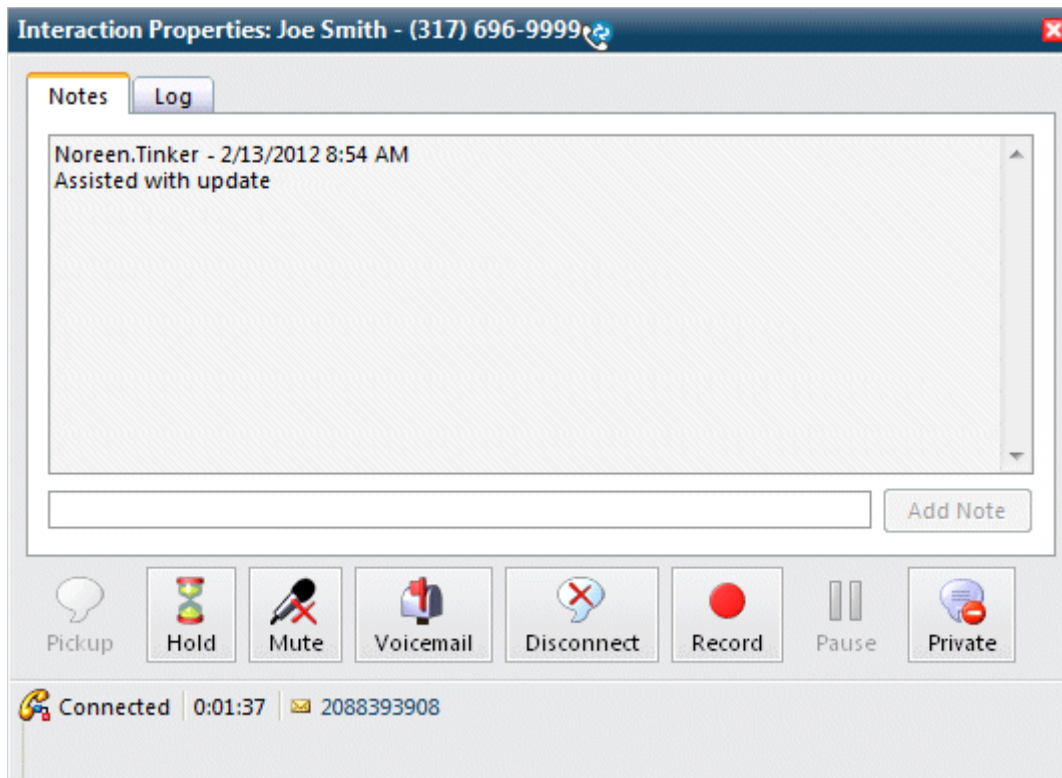 Interaction Properties: Joe Smith - (317) 696-9999
Notes Log
Noreen.Tinker - 2/13/2012 8:54 AM
Assisted with update
Add Note
Pickup Hold Mute Voicemail Disconnect Record Pause Private
Connected 0:01:37 2088393908